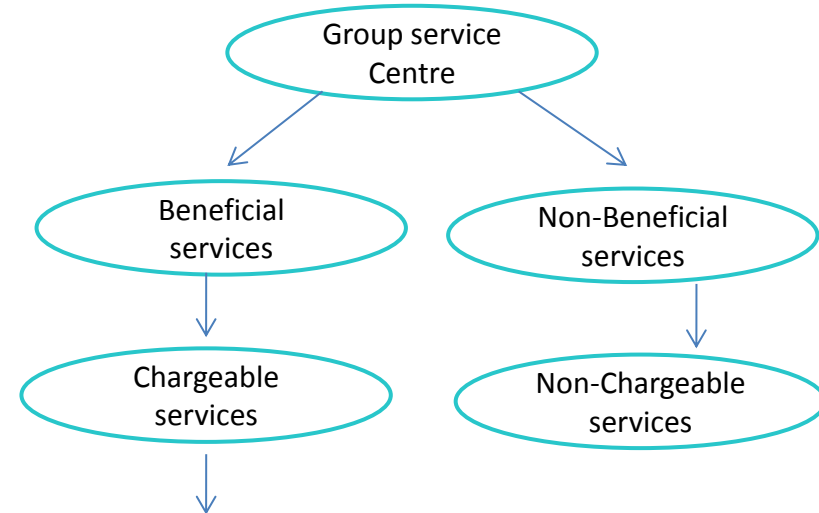 Group service
Centre
Beneficial
services
Non-Beneficial
services
Chargeable
services
Non-Chargeable
services